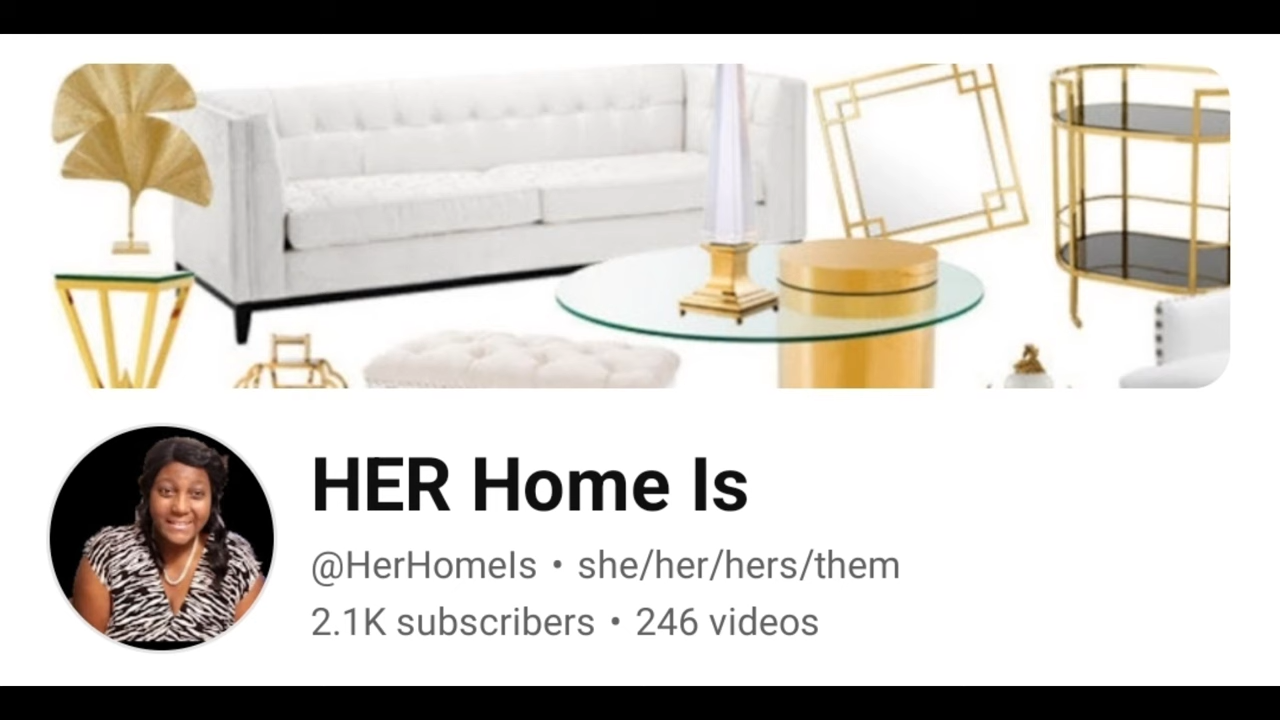 HER Home Is
@HerHomeIs • she/her/hers/them
2.1K subscribers • 246 videos